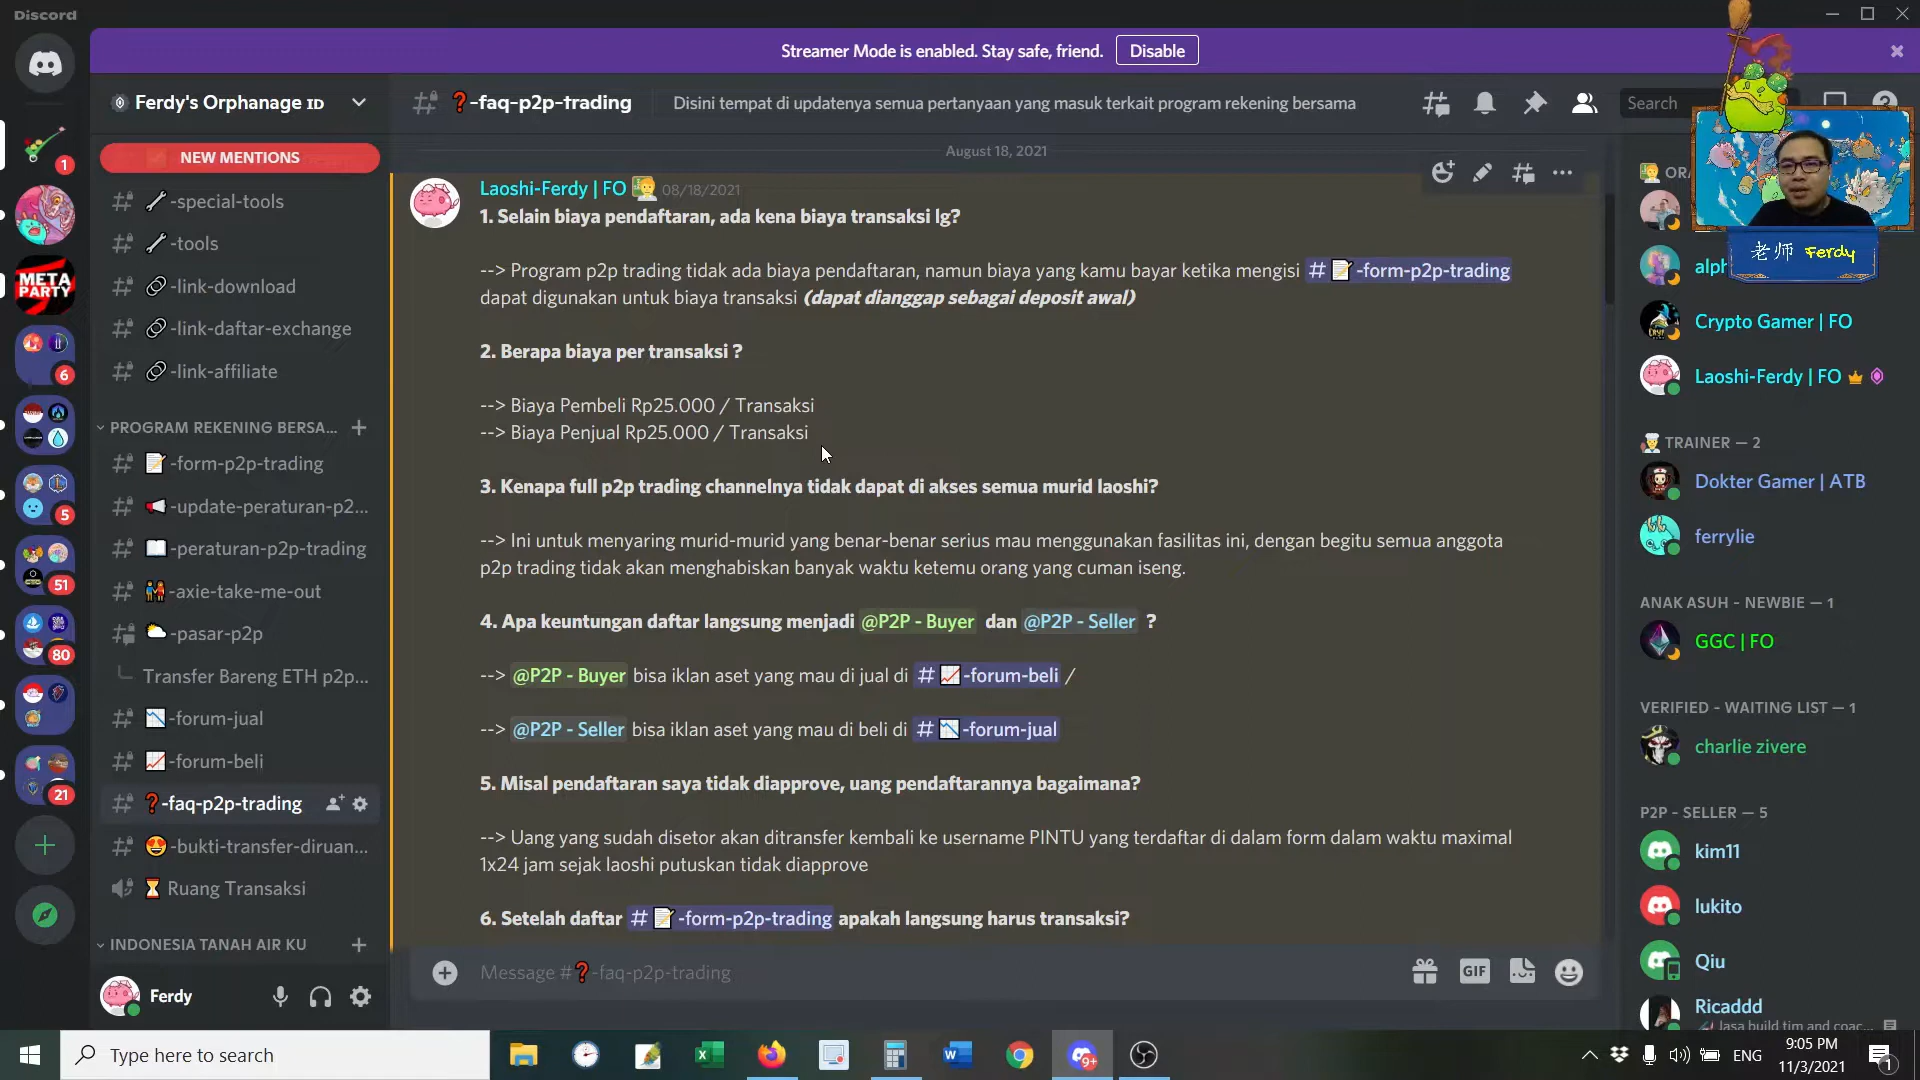 Discord
Streamer Mode is enabled. Stay safe, friend.
Disable
Ferdy's Orphanage ID
❓-faq-p2p-trading
Disini tempat di updatenya semua pertanyaan yang masuk terkait program rekening bersama
Search
NEW MENTIONS
-special-tools
-tools
-link-download
-link-daftar-exchange
-link-affiliate
PROGRAM REKENING BERSA...
-form-p2p-trading
-update-peraturan-p2...
-peraturan-p2p-trading
-axie-take-me-out
-pasar-p2p
Transfer Bareng ETH p2p...
-forum-jual
-forum-beli
❓-faq-p2p-trading
-bukti-transfer-diruan...
Ruang Transaksi
INDONESIA TANAH AIR KU
Ferdy
1
META PARTY
6
5
51
80
21
August 18, 2021
Laoshi-Ferdy | FO 08/18/2021
1. Selain biaya pendaftaran, ada kena biaya transaksi lg?
--> Program p2p trading tidak ada biaya pendaftaran, namun biaya yang kamu bayar ketika mengisi # -form-p2p-trading
dapat digunakan untuk biaya transaksi (dapat dianggap sebagai deposit awal)
2. Berapa biaya per transaksi ?
--> Biaya Pembeli Rp25.000 / Transaksi
--> Biaya Penjual Rp25.000 / Transaksi
3. Kenapa full p2p trading channelnya tidak dapat di akses semua murid laoshi?
--> Ini untuk menyaring murid-murid yang benar-benar serius mau menggunakan fasilitas ini, dengan begitu semua anggota
p2p trading tidak akan menghabiskan banyak waktu ketemu orang yang cuman iseng.
4. Apa keuntungan daftar langsung menjadi @P2P - Buyer dan @P2P - Seller ?
--> @P2P - Buyer bisa iklan aset yang mau di jual di # -forum-beli /
--> @P2P - Seller bisa iklan aset yang mau di beli di # -forum-jual
5. Misal pendaftaran saya tidak diapprove, uang pendaftarannya bagaimana?
--> Uang yang sudah disetor akan ditransfer kembali ke username PINTU yang terdaftar di dalam form dalam waktu maximal
1x24 jam sejak laoshi putuskan tidak diapprove
6. Setelah daftar # -form-p2p-trading apakah langsung harus transaksi?
Message #❓-faq-p2p-trading
GIF
老师 Ferdy
Crypto Gamer | FO
Laoshi-Ferdy | FO
TRAINER — 2
Dokter Gamer | ATB
ferrylie
ANAK ASUH - NEWBIE — 1
GGC | FO
VERIFIED - WAITING LIST — 1
charlie zivere
P2P - SELLER — 5
kim11
lukito
Qiu
Ricaddd
Jasa build tim and coac...
Type here to search
9+
ENG
9:05 PM
11/3/2021
1